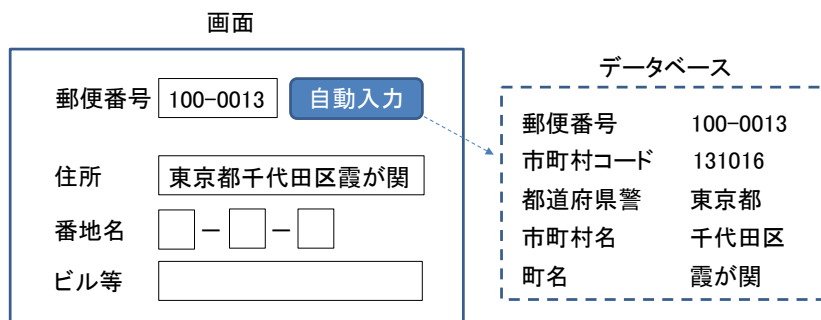 画面
郵便番号 100-0013 自動入力
住所 東京都千代田区霞が関
番地名 － －
ビル等
データベース
郵便番号 100-0013
市町村コード 131016
都道府県警 東京都
市町村名 千代田区
町名 霞が関